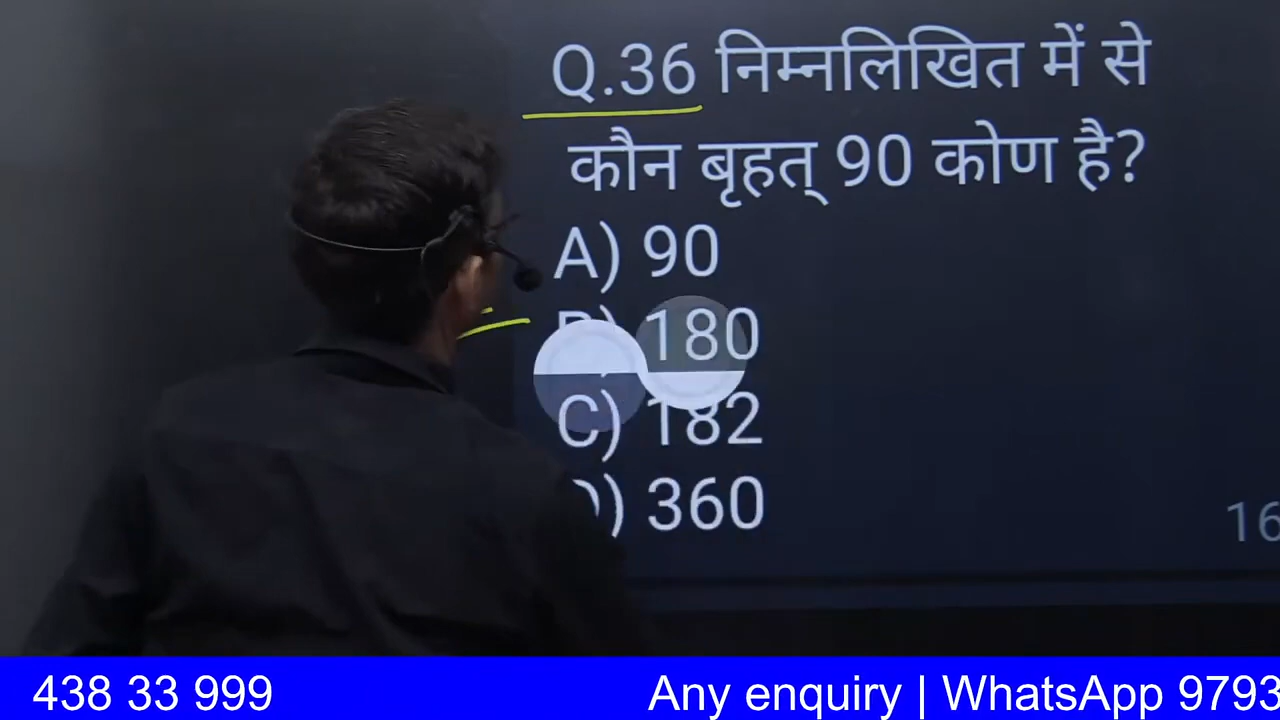 Q.36 निम्नलिखित में से
कौन बृहत् 90 कोण है?
A) 90
B) 180
C) 182
D) 360
16
438 33 999
Any enquiry | WhatsApp 9793